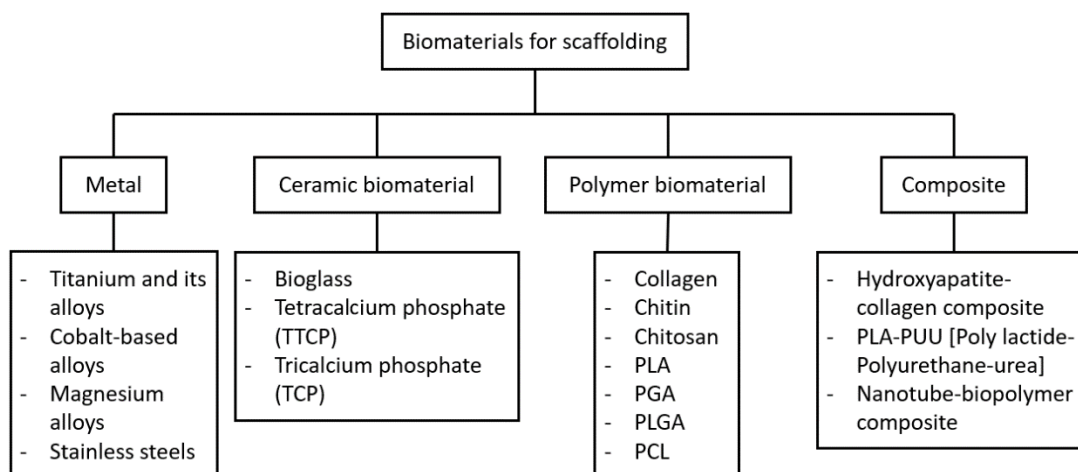 Biomaterials for scaffolding
Metal
Ceramic biomaterial
Polymer biomaterial
Composite
- Titanium and its
alloys
- Cobalt-based
alloys
- Magnesium
alloys
- Stainless steels
- Bioglass
- Tetracalcium phosphate
(TTCP)
- Tricalcium phosphate
(TCP)
- Collagen
- Chitin
- Chitosan
- PLA
- PGA
- PLGA
- PCL
- Hydroxyapatite-
collagen composite
- PLA-PUU [Poly lactide-
Polyurethane-urea]
- Nanotube-biopolymer
composite